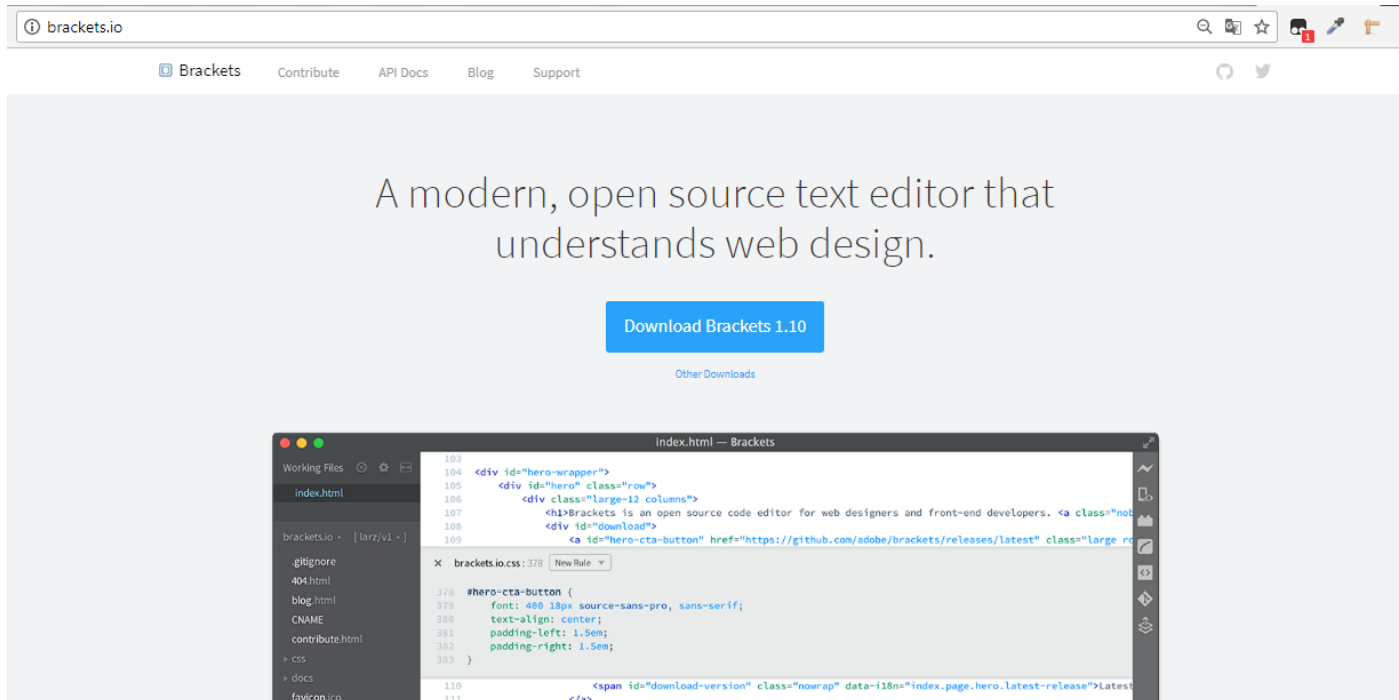 brackets.io
1
Brackets Contribute API Docs Blog Support
A modern, open source text editor that
understands web design.
Download Brackets 1.10
Other Downloads
index.html — Brackets
Working Files
index.html
brackets.io [larz/v1]
.gitignore
404.html
blog.html
CNAME
contribute.html
css
docs
favicon.ico
103
104 <div id="hero-wrapper">
105 <div id="hero" class="row">
106 <div class="large-12 columns">
107 <h1>Brackets is an open source code editor for web designers and front-end developers. <a class="nob
108 <div id="download">
109 <a id="hero-cta-button" href="https://github.com/adobe/brackets/releases/latest" class="large ro
× brackets.io.css : 378 New Rule
378 #hero-cta-button {
379 font: 400 18px source-sans-pro, sans-serif;
380 text-align: center;
381 padding-left: 1.5em;
382 padding-right: 1.5em;
383 }
110 <span id="download-version" class="nowrap" data-i18n="index.page.hero.latest-release">Latest
111 </a>